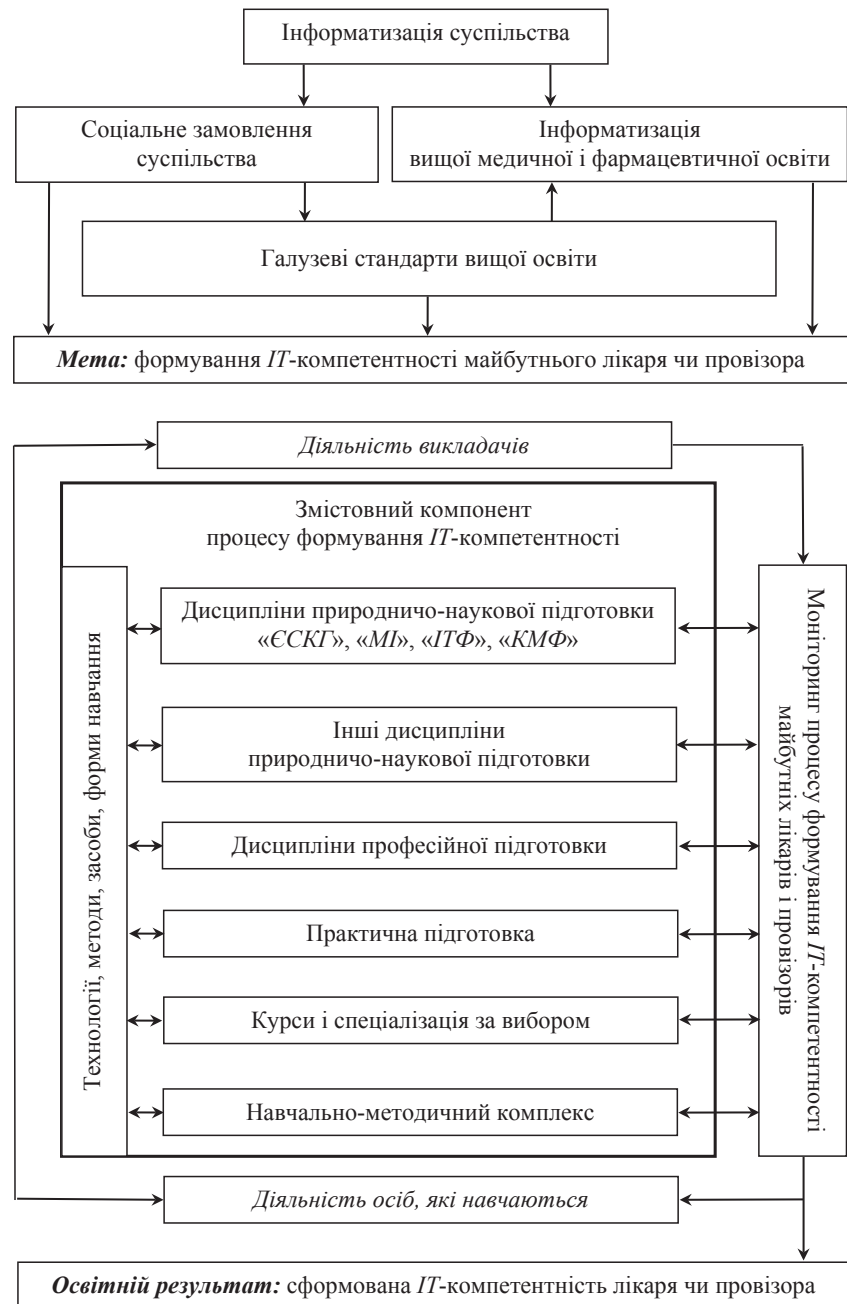 Інформатизація суспільства
Соціальне замовлення
суспільства
Інформатизація
вищої медичної і фармацевтичної освіти
Галузеві стандарти вищої освіти
Мета: формування ІТ-компетентності майбутнього лікаря чи провізора
Діяльність викладачів
Змістовний компонент
процесу формування ІТ-компетентності
Технології, методи, засоби, форми навчання
Дисципліни природничо-наукової підготовки
«ЄСКГ», «МІ», «ІТФ», «КМФ»
Інші дисципліни
природничо-наукової підготовки
Дисципліни професійної підготовки
Практична підготовка
Курси і спеціалізація за вибором
Навчально-методичний комплекс
Моніторинг процесу формування ІТ-компетентності
майбутніх лікарів і провізорів
Діяльність осіб, які навчаються
Освітній результат: сформована ІТ-компетентність лікаря чи провізора